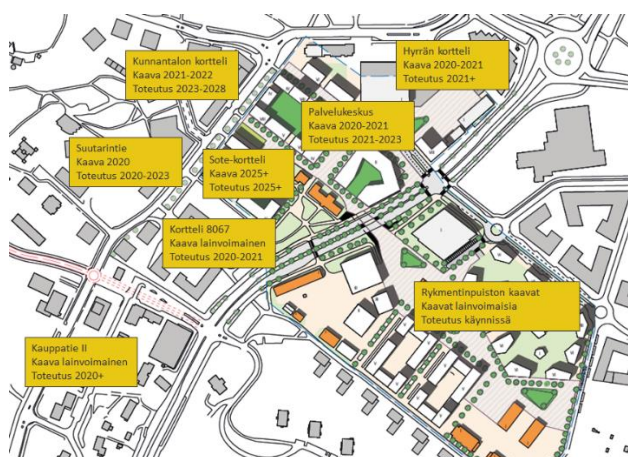 Kunnantalon kortteli
Kaava 2021-2022
Toteutus 2023-2028
Hyrrän kortteli
Kaava 2020-2021
Toteutus 2021+
Palvelukeskus
Kaava 2020-2021
Toteutus 2021-2023
Suutarintie
Kaava 2020
Toteutus 2020-2023
Sote-kortteli
Kaava 2025+
Toteutus 2025+
Kortteli 8067
Kaava lainvoimainen
Toteutus 2020-2021
Rykmentinpuiston kaavat
Kaavat lainvoimaisia
Toteutus käynnissä
Kauppatie II
Kaava lainvoimainen
Toteutus 2020+